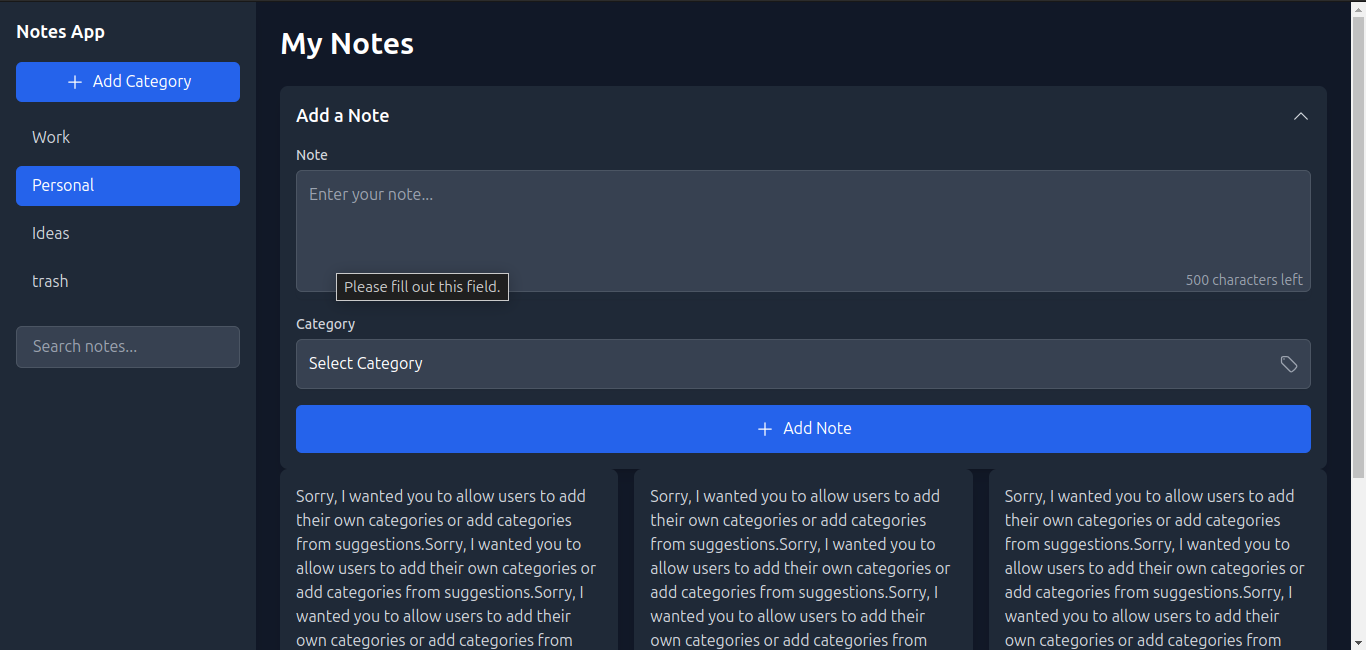 Notes App
Add Category
Work
Personal
Ideas
trash
Search notes...
My Notes
Add a Note
Note
Enter your note...
500 characters left
Please fill out this field.
Category
Select Category
Add Note
Sorry, I wanted you to allow users to add
their own categories or add categories
from suggestions.Sorry, I wanted you to
allow users to add their own categories or
add categories from suggestions.Sorry, I
wanted you to allow users to add their
own categories or add categories from
Sorry, I wanted you to allow users to add
their own categories or add categories
from suggestions.Sorry, I wanted you to
allow users to add their own categories or
add categories from suggestions.Sorry, I
wanted you to allow users to add their
own categories or add categories from
Sorry, I wanted you to allow users to add
their own categories or add categories
from suggestions.Sorry, I wanted you to
allow users to add their own categories or
add categories from suggestions.Sorry, I
wanted you to allow users to add their
own categories or add categories from